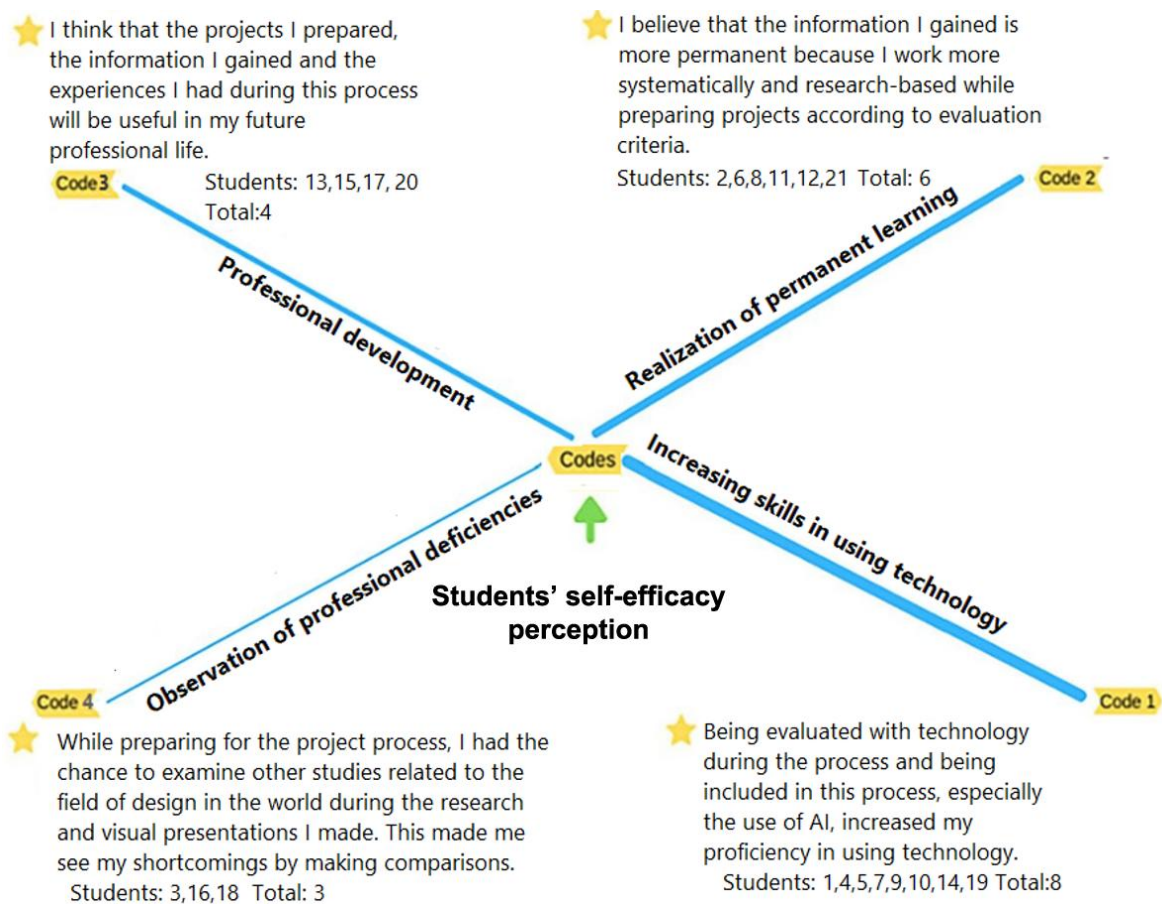 I think that the projects I prepared,
the information I gained and the
experiences I had during this process
will be useful in my future
professional life.
Code3
Students: 13,15,17, 20
Total:4
I believe that the information I gained is
more permanent because I work more
systematically and research-based while
preparing projects according to evaluation
criteria.
Students: 2,6,8,11,12,21 Total: 6
Code 2
Professional development
Realization of permanent learning
Codes
Observation of professional deficiencies
Increasing skills in using technology
Students’ self-efficacy
perception
Code 4
While preparing for the project process, I had the
chance to examine other studies related to the
field of design in the world during the research
and visual presentations I made. This made me
see my shortcomings by making comparisons.
Students: 3,16,18 Total: 3
Code 1
Being evaluated with technology
during the process and being
included in this process, especially
the use of AI, increased my
proficiency in using technology.
Students: 1,4,5,7,9,10,14,19 Total:8